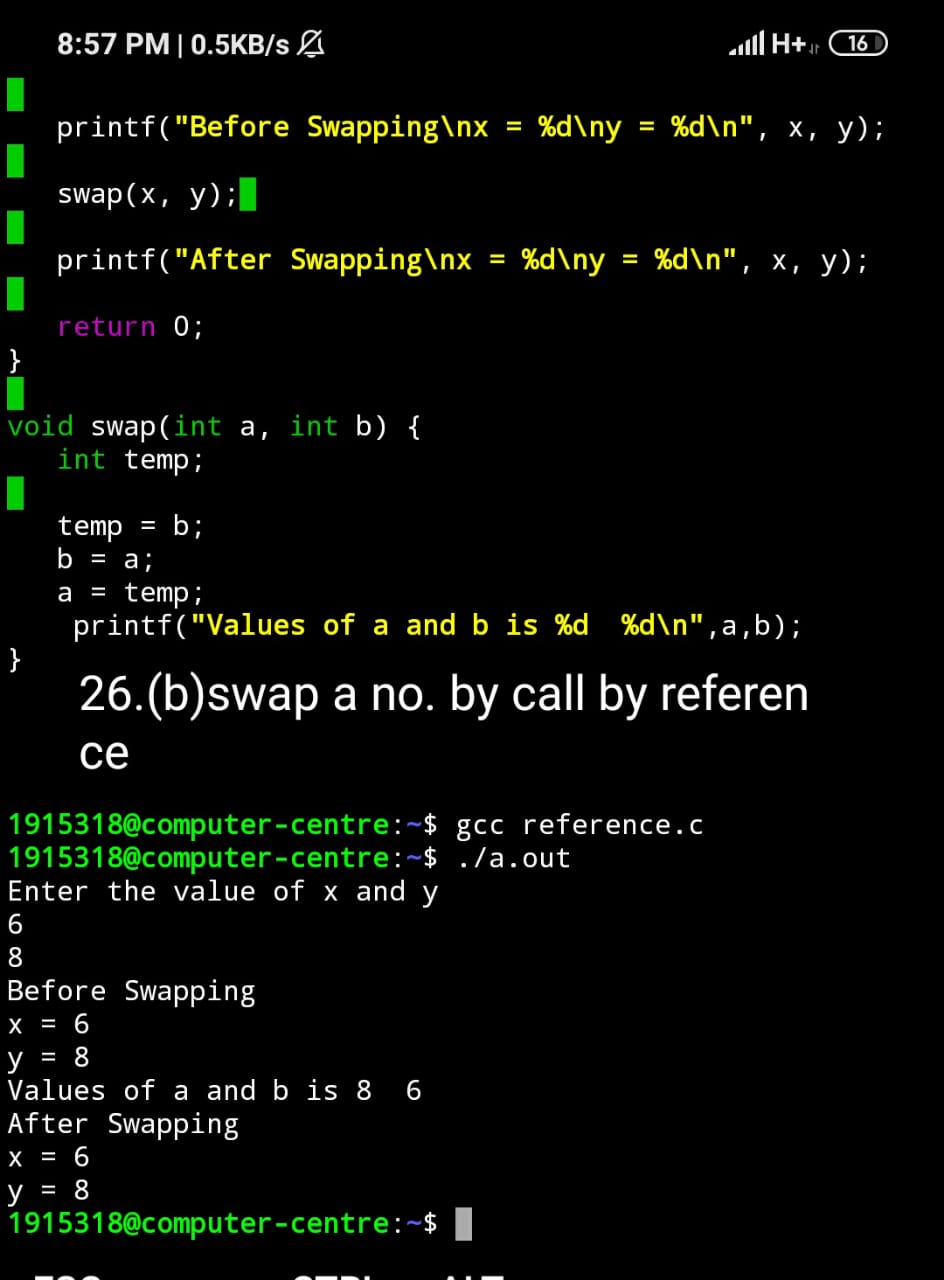 8:57 PM | 0.5KB/s H+ 16
printf("Before Swapping\nx = %d\ny = %d\n", x, y);
swap(x, y);
printf("After Swapping\nx = %d\ny = %d\n", x, y);
return 0;
}
void swap(int a, int b) {
int temp;
temp = b;
b = a;
a = temp;
printf("Values of a and b is %d  %d\n",a,b);
}
26.(b)swap a no. by call by referen
ce
1915318@computer-centre:~$ gcc reference.c
1915318@computer-centre:~$ ./a.out
Enter the value of x and y
6
8
Before Swapping
x = 6
y = 8
Values of a and b is 8  6
After Swapping
x = 6
y = 8
1915318@computer-centre:~$